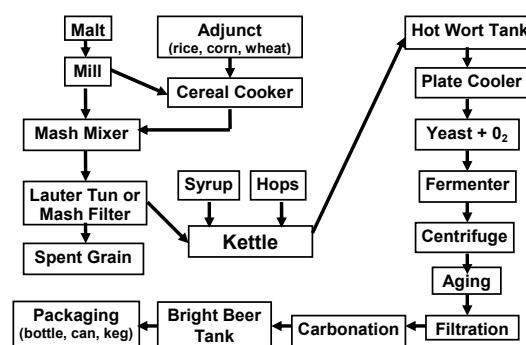 Malt
Adjunct
(rice, corn, wheat)
Hot Wort Tank
Mill
Cereal Cooker
Plate Cooler
Mash Mixer
Yeast + 0₂
Lauter Tun or
Mash Filter
Syrup
Hops
Fermenter
Kettle
Centrifuge
Spent Grain
Aging
Packaging
(bottle, can, keg)
Bright Beer
Tank
Carbonation
Filtration